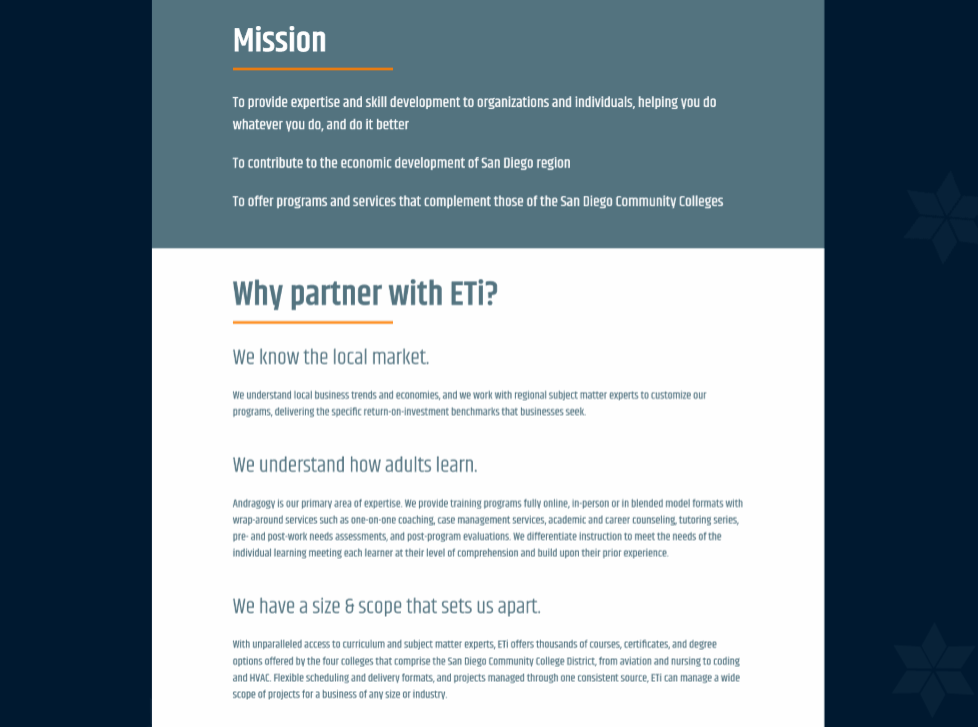 Mission
To provide expertise and skill development to organizations and individuals, helping you do
whatever you do, and do it better
To contribute to the economic development of San Diego region
To offer programs and services that complement those of the San Diego Community Colleges
Why partner with ETi?
We know the local market.
We understand local business trends and economies, and we work with regional subject matter experts to customize our
programs, delivering the specific return-on-investment benchmarks that businesses seek.
We understand how adults learn.
Andragogy is our primary area of expertise. We provide training programs fully online, in-person or in blended model formats with
wrap-around services such as one-on-one coaching, case management services, academic and career counseling, tutoring series,
pre- and post-work needs assessments, and post-program evaluations. We differentiate instruction to meet the needs of the
individual learning meeting each learner at their level of comprehension and build upon their prior experience.
We have a size & scope that sets us apart.
With unparalleled access to curriculum and subject matter experts, ETi offers thousands of courses, certificates, and degree
options offered by the four colleges that comprise the San Diego Community College District, from aviation and nursing to coding
and HVAC. Flexible scheduling and delivery formats, and projects managed through one consistent source, ETi can manage a wide
scope of projects for a business of any size or industry.